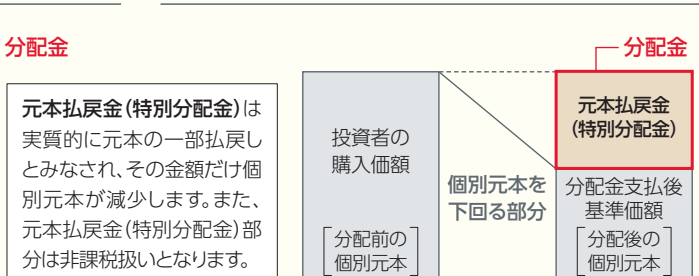 分配金
元本払戻金(特別分配金)は
実質的に元本の一部払戻し
とみなされ、その金額だけ個
別元本が減少します。また、
元本払戻金(特別分配金)部
分は非課税扱いとなります。
投資者の
購入価額
[分配前の
個別元本]
個別元本を
下回る部分
分配金
元本払戻金
(特別分配金)
分配金支払後
基準価額
[分配後の
個別元本]